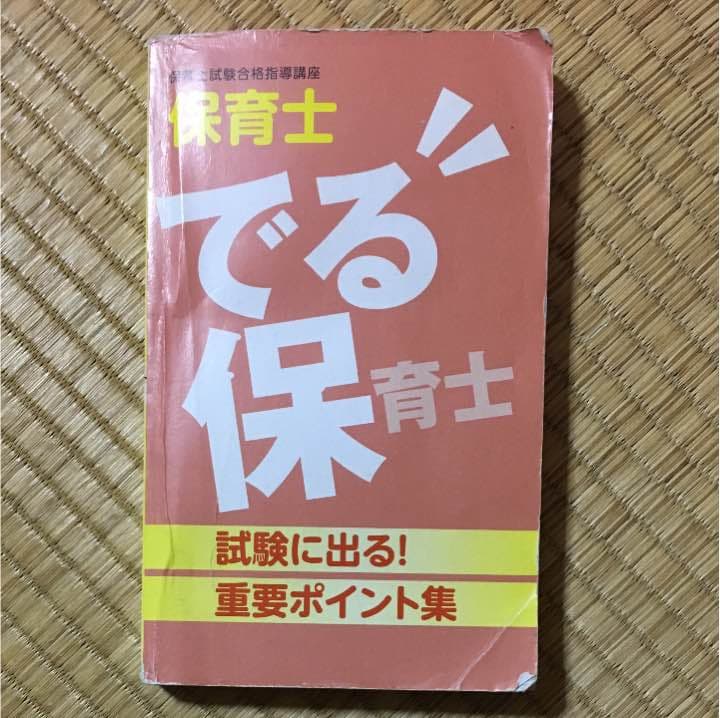 保育士試験合格指導講座
保育士
でる
保育士
試験に出る!
重要ポイント集